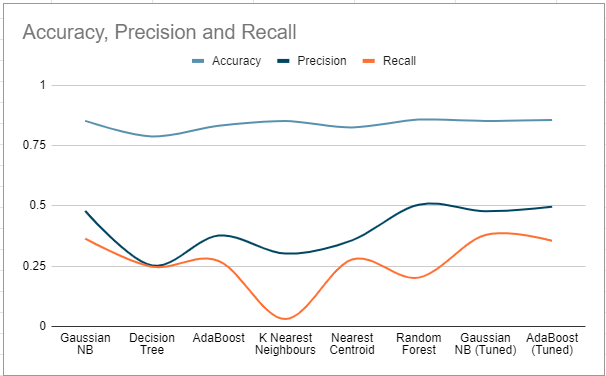 Accuracy, Precision and Recall
Accuracy Precision Recall
1
0.75
0.5
0.25
0
Gaussian NB Decision Tree AdaBoost K Nearest Neighbours Nearest Centroid Random Forest Gaussian NB (Tuned) AdaBoost (Tuned)